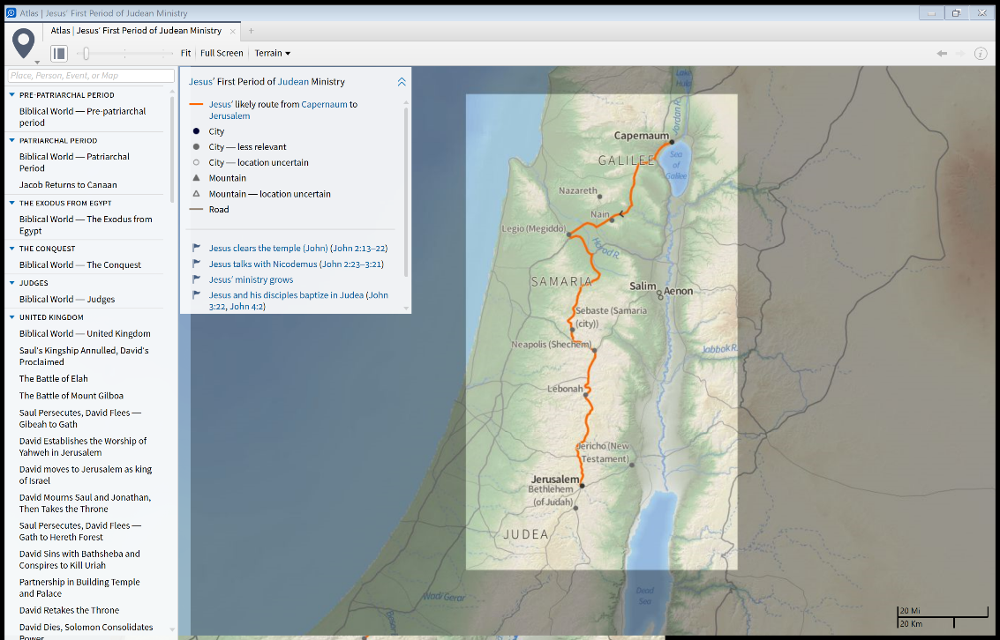 Atlas | Jesus' First Period of Judean Ministry
Atlas | Jesus' First Period of Judean Ministry
Fit Full Screen Terrain
Place, Person, Event, or Map
PRE-PATRIARCHAL PERIOD
Biblical World — Pre-patriarchal
period
PATRIARCHAL PERIOD
Biblical World — Patriarchal
Period
Jacob Returns to Canaan
THE EXODUS FROM EGYPT
Biblical World — The Exodus from
Egypt
THE CONQUEST
Biblical World — The Conquest
JUDGES
Biblical World — Judges
UNITED KINGDOM
Biblical World — United Kingdom
Saul's Kingship Annulled, David's
Proclaimed
The Battle of Elah
The Battle of Mount Gilboa
Saul Persecutes, David Flees —
Gibeah to Gath
David Establishes the Worship of
Yahweh in Jerusalem
David moves to Jerusalem as king
of Israel
David Mourns Saul and Jonathan,
Then Takes the Throne
Saul Persecutes, David Flees —
Gath to Hereth Forest
David Sins with Bathsheba and
Conspires to Kill Uriah
Partnership in Building Temple
and Palace
David Retakes the Throne
David Dies, Solomon Consolidates
Power
Jesus' First Period of Judean Ministry
Jesus' likely route from Capernaum to
Jerusalem
City
City — less relevant
City — location uncertain
Mountain
Mountain — location uncertain
Road
Jesus clears the temple (John) (John 2:13–22)
Jesus talks with Nicodemus (John 2:23–3:21)
Jesus' ministry grows
Jesus and his disciples baptize in Judea (John
3:22, John 4:2)
Lake
Hula
Jordan R.
Capernaum
GALILEE
Sea
of
Galilee
Nazareth
Nain
Legio (Megiddo)
Harod R.
SAMARIA
Salim
Aenon
Sebaste (Samaria
(city))
Neapolis (Shechem)
Jabbok R.
Lebonah
Jericho (New
Testament)
Jerusalem
Bethlehem
(of Judah)
JUDEA
Dead
Sea
Wadi Gerar
Besor
20 Mi
20 Km